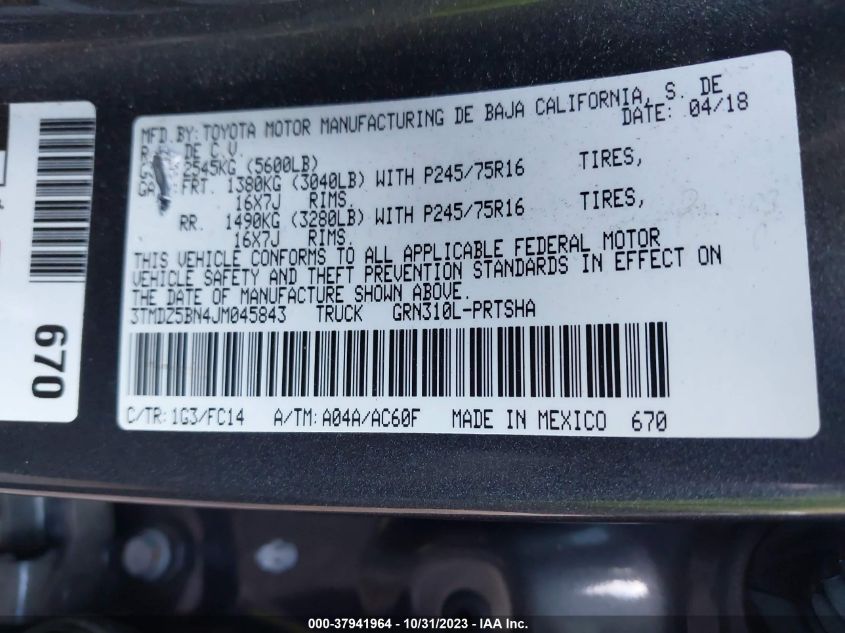 MFD. BY: TOYOTA MOTOR MANUFACTURING DE BAJA CALIFORNIA, S. DE
DE C.V. DATE: 04/18
2545KG (5600LB)
FRT. 1380KG (3040LB) WITH P245/75R16 TIRES,
16X7J RIMS.
RR. 1490KG (3280LB) WITH P245/75R16 TIRES,
16X7J RIMS.
THIS VEHICLE CONFORMS TO ALL APPLICABLE FEDERAL MOTOR
VEHICLE SAFETY AND THEFT PREVENTION STANDARDS IN EFFECT ON
THE DATE OF MANUFACTURE SHOWN ABOVE.
3TMDZ5BN4JM045843 TRUCK GRN310L-PRTSHA
C/TR: 1G3/FC14 A/TM: A04A/AC60F MADE IN MEXICO 670
670
000-37941964 - 10/31/2023 - IAA Inc.